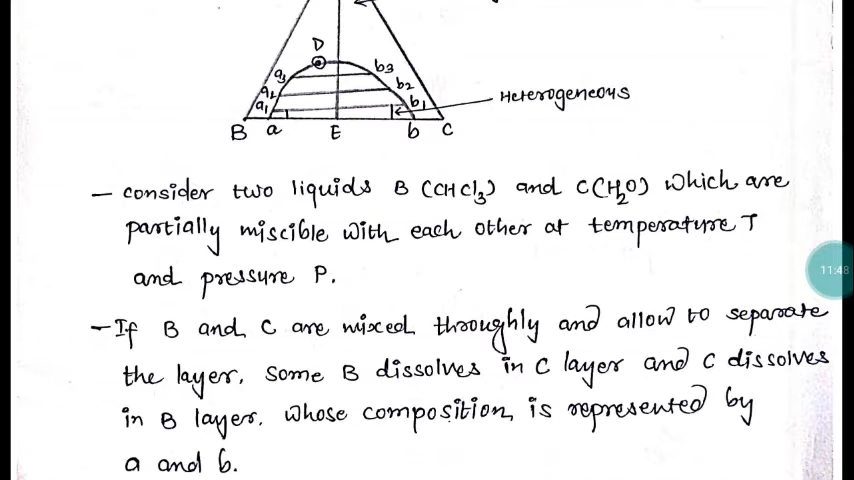 D
a3
b3
a2
b2
a1
b1
Heterogeneous
B a E b C
11:48
- consider two liquids B (CHCl3) and C(H2O) which are
partially miscible with each other at temperature T
and pressure P.
- If B and C are mixed throughly and allow to separate
the layer, some B dissolves in C layer and C dissolves
in B layer. whose composition is represented by
a and b.